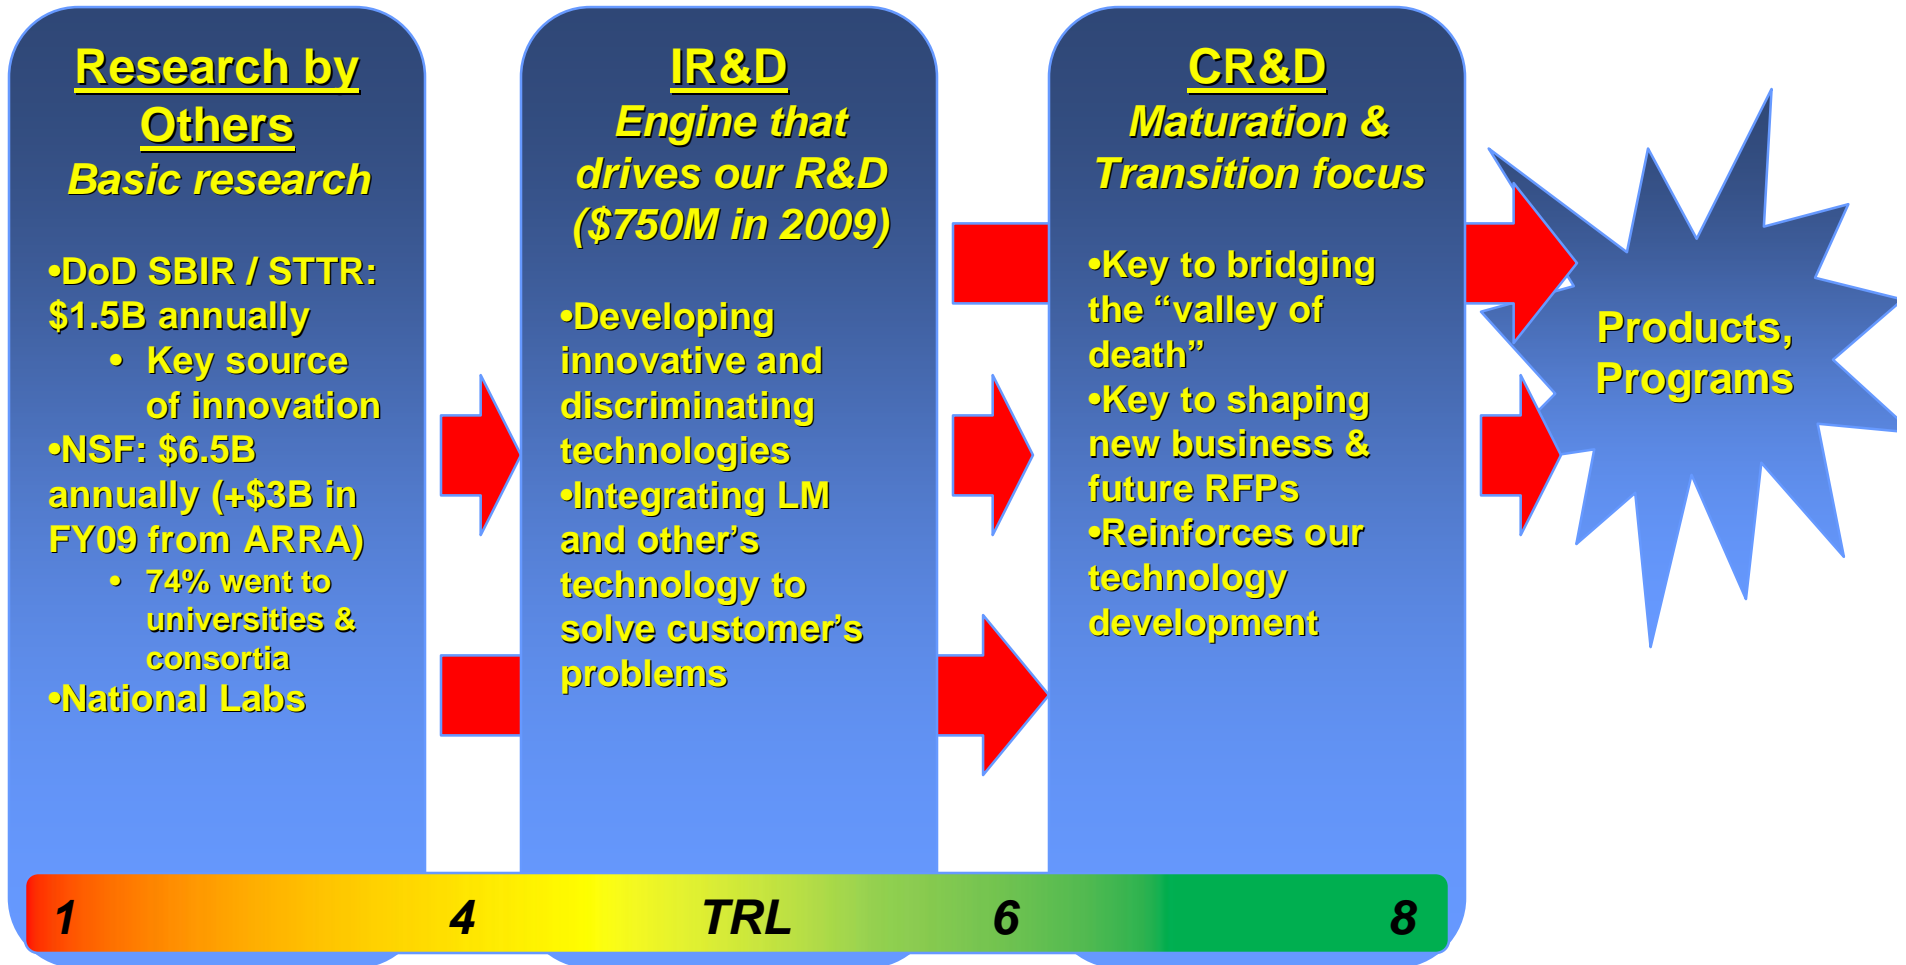 Research by
Others
Basic research
•DoD SBIR / STTR:
$1.5B annually
• Key source
of innovation
•NSF: $6.5B
annually (+$3B in
FY09 from ARRA)
• 74% went to
universities &
consortia
•National Labs
IR&D
Engine that
drives our R&D
($750M in 2009)
•Developing
innovative and
discriminating
technologies
•Integrating LM
and other’s
technology to
solve customer’s
problems
CR&D
Maturation &
Transition focus
•Key to bridging
the “valley of
death”
•Key to shaping
new business &
future RFPs
•Reinforces our
technology
development
Products,
Programs
1 4 TRL 6 8